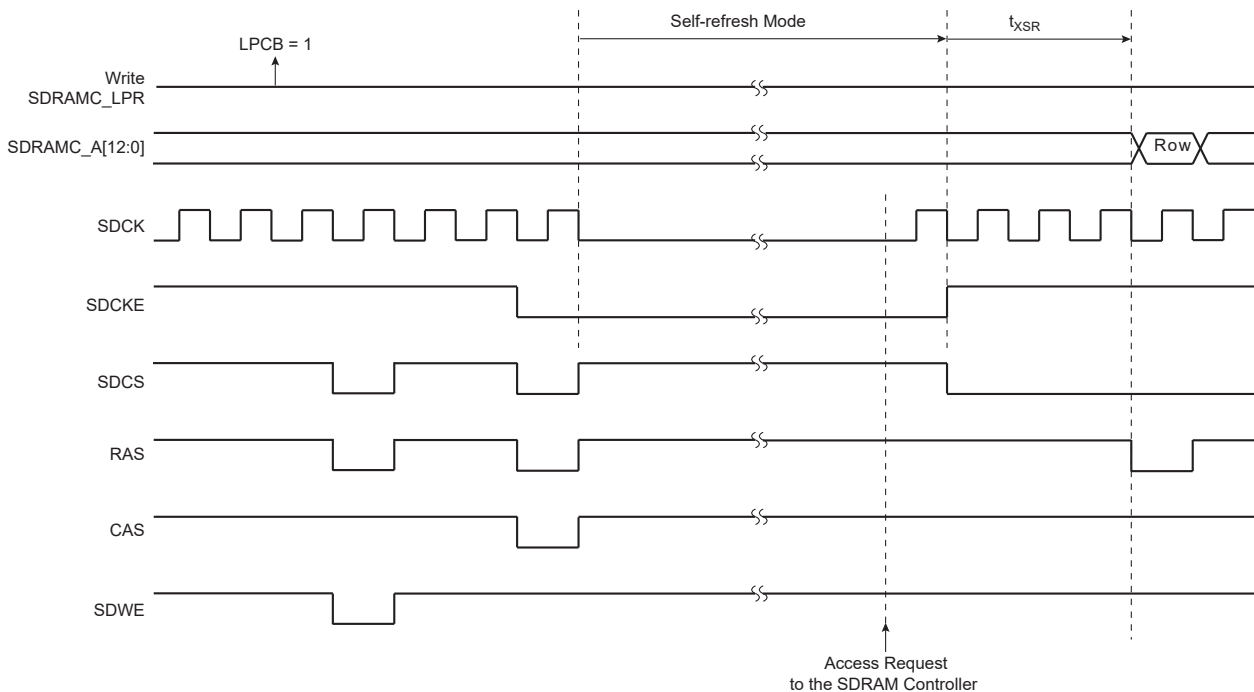 Self-refresh Mode
tXSR
LPCB = 1
Write
SDRAMC_LPR
SDRAMC_A[12:0]
Row
SDCK
SDCKE
SDCS
RAS
CAS
SDWE
Access Request
to the SDRAM Controller